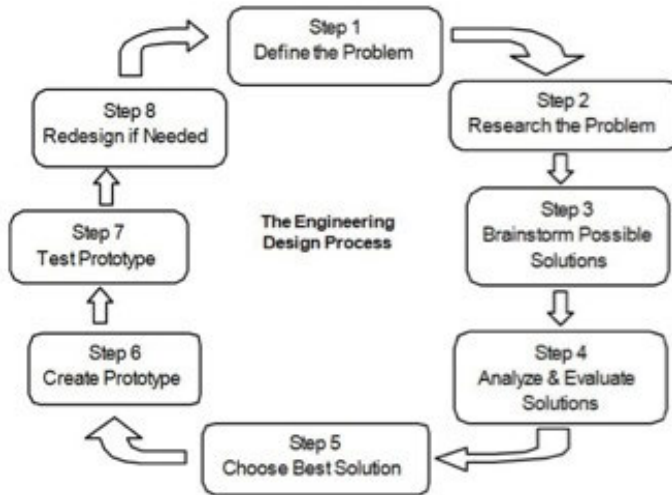 Step 1
Define the Problem
Step 2
Research the Problem
Step 3
Brainstorm Possible
Solutions
Step 4
Analyze & Evaluate
Solutions
Step 5
Choose Best Solution
Step 6
Create Prototype
Step 7
Test Prototype
Step 8
Redesign if Needed
The Engineering
Design Process